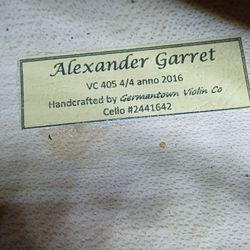 Alexander Garret
VC 405 4/4 anno 2016
Handcrafted by Germantown Violin Co
Cello #2441642